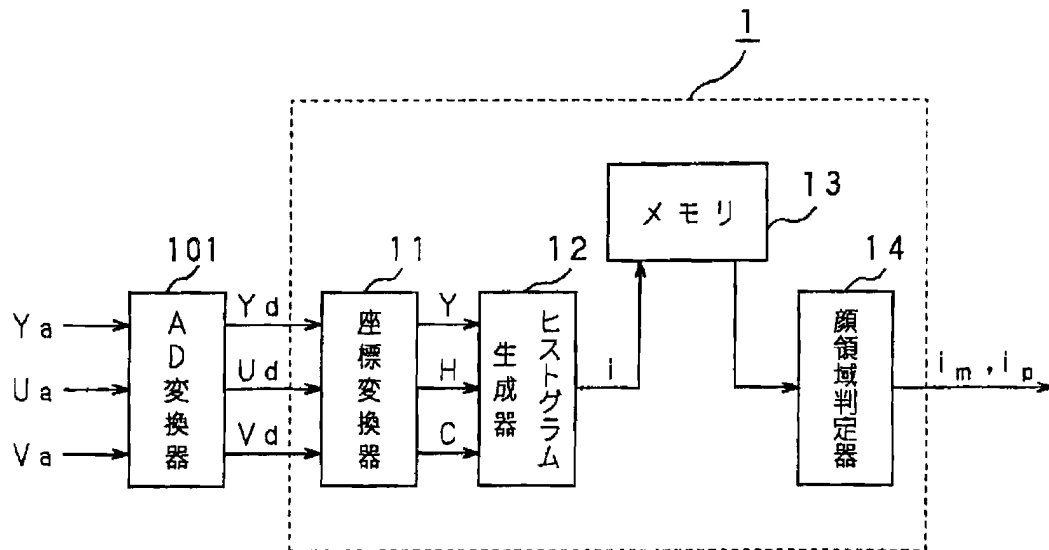 1
メモリ
13
101
11
12
14
Ya
Ua
Va
AD変換器
Yd
Ud
Vd
座標変換器
Y
H
C
ヒストグラム
生成器
i
顔領域判定器
im,ip